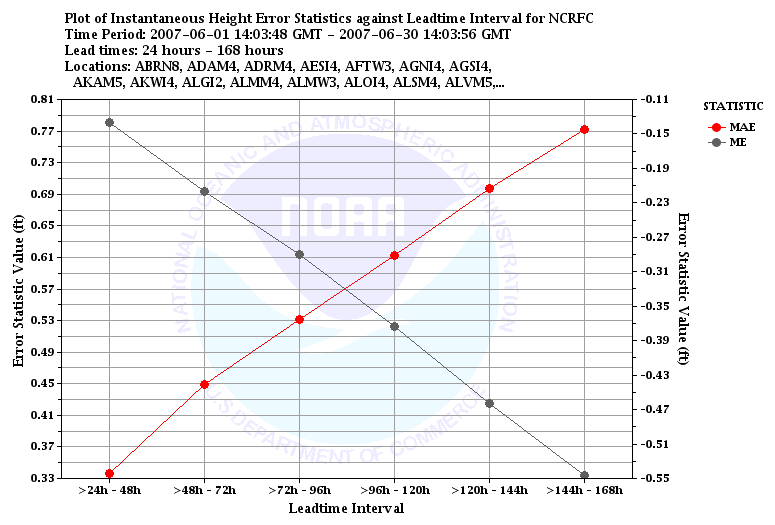 Plot of Instantaneous Height Error Statistics against Leadtime Interval for NCRFC
Time Period: 2007-06-01 14:03:48 GMT - 2007-06-30 14:03:56 GMT
Lead times: 24 hours - 168 hours
Locations: ABRN8, ADAM4, ADRM4, AESI4, AFTW3, AGNI4, AGSI4,
AKAM5, AKWI4, ALGI2, ALMM4, ALMW3, ALOI4, ALSM4, ALVM5,...
STATISTIC
MAE
ME
Error Statistic Value (ft)
0.81
0.77
0.73
0.69
0.65
0.61
0.57
0.53
0.49
0.45
0.41
0.37
0.33
NATIONAL OCEANIC AND ATMOSPHERIC ADMINISTRATION
NOAA
U.S. DEPARTMENT OF COMMERCE
-0.11
-0.15
-0.19
-0.23
-0.27
-0.31
-0.35
-0.39
-0.43
-0.47
-0.51
-0.55
Error Statistic Value (ft)
>24h - 48h >48h - 72h >72h - 96h >96h - 120h >120h - 144h >144h - 168h
Leadtime Interval